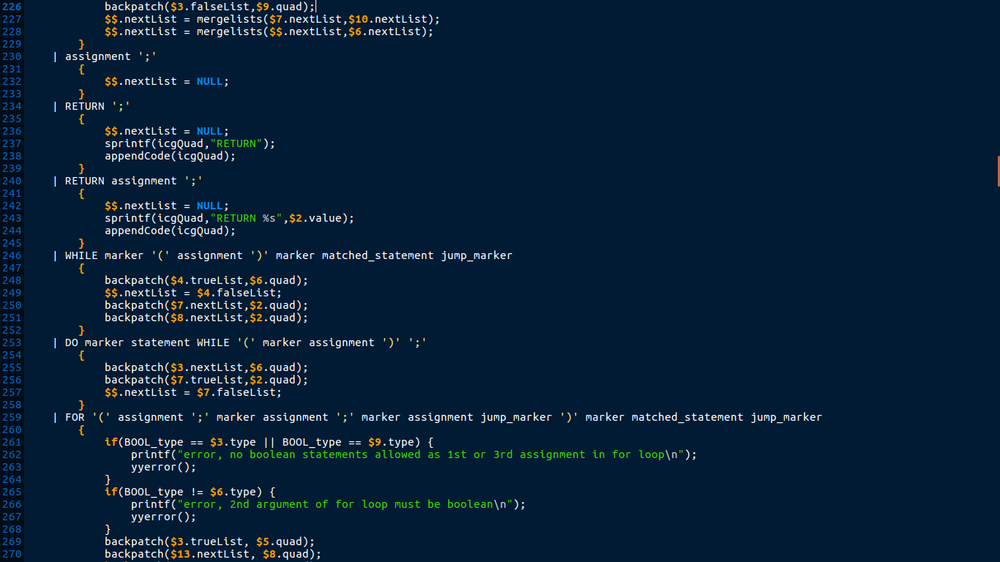 226 backpatch($3.falseList,$9.quad);
227 $$.nextList = mergelists($7.nextList,$10.nextList);
228 $$.nextList = mergelists($$.nextList,$6.nextList);
229 }
230 | assignment ';'
231 {
232 $$.nextList = NULL;
233 }
234 | RETURN ';'
235 {
236 $$.nextList = NULL;
237 sprintf(icgQuad,"RETURN");
238 appendCode(icgQuad);
239 }
240 | RETURN assignment ';'
241 {
242 $$.nextList = NULL;
243 sprintf(icgQuad,"RETURN %s",$2.value);
244 appendCode(icgQuad);
245 }
246 | WHILE marker '(' assignment ')' marker matched_statement jump_marker
247 {
248 backpatch($4.trueList,$6.quad);
249 $$.nextList = $4.falseList;
250 backpatch($7.nextList,$2.quad);
251 backpatch($8.nextList,$2.quad);
252 }
253 | DO marker statement WHILE '(' marker assignment ')' ';'
254 {
255 backpatch($3.nextList,$6.quad);
256 backpatch($7.trueList,$2.quad);
257 $$.nextList = $7.falseList;
258 }
259 | FOR '(' assignment ';' marker assignment ';' marker assignment jump_marker ')' marker matched_statement jump_marker
260 {
261 if(BOOL_type == $3.type || BOOL_type == $9.type) {
262 printf("error, no boolean statements allowed as 1st or 3rd assignment in for loop\n");
263 yyerror();
264 }
265 if(BOOL_type != $6.type) {
266 printf("error, 2nd argument of for loop must be boolean\n");
267 yyerror();
268 }
269 backpatch($3.trueList, $5.quad);
270 backpatch($13.nextList, $8.quad);